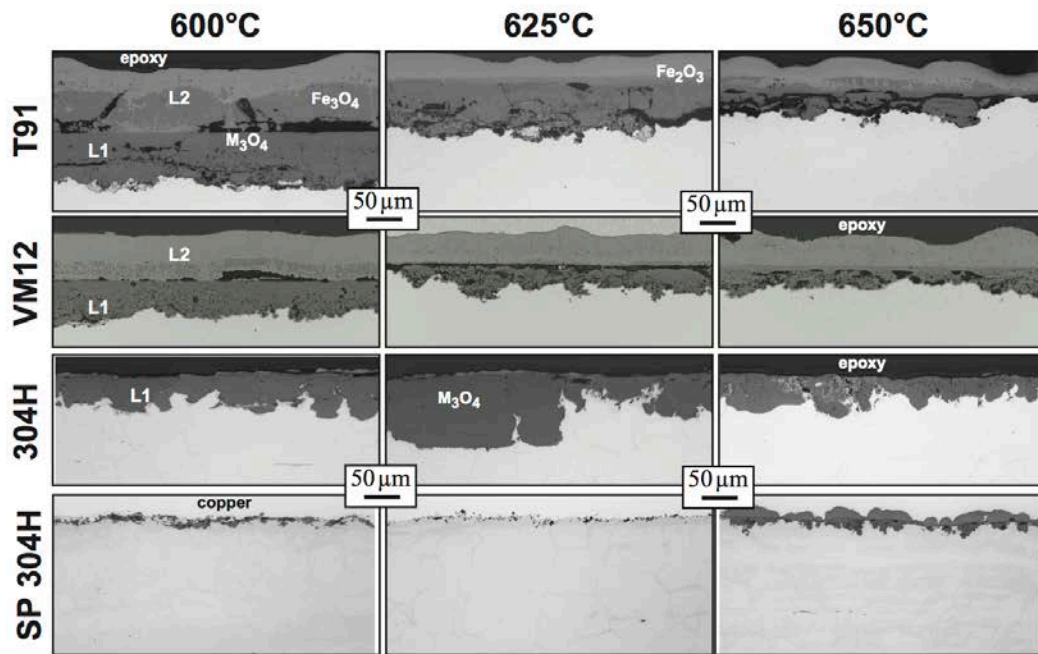 600°C 625°C 650°C
T91
epoxy
L2
Fe₃O₄
M₃O₄
L1
Fe₂O₃
50 µm
50 µm
VM12
L2
L1
epoxy
304H
L1
M₃O₄
epoxy
50 µm
50 µm
SP 304H
copper